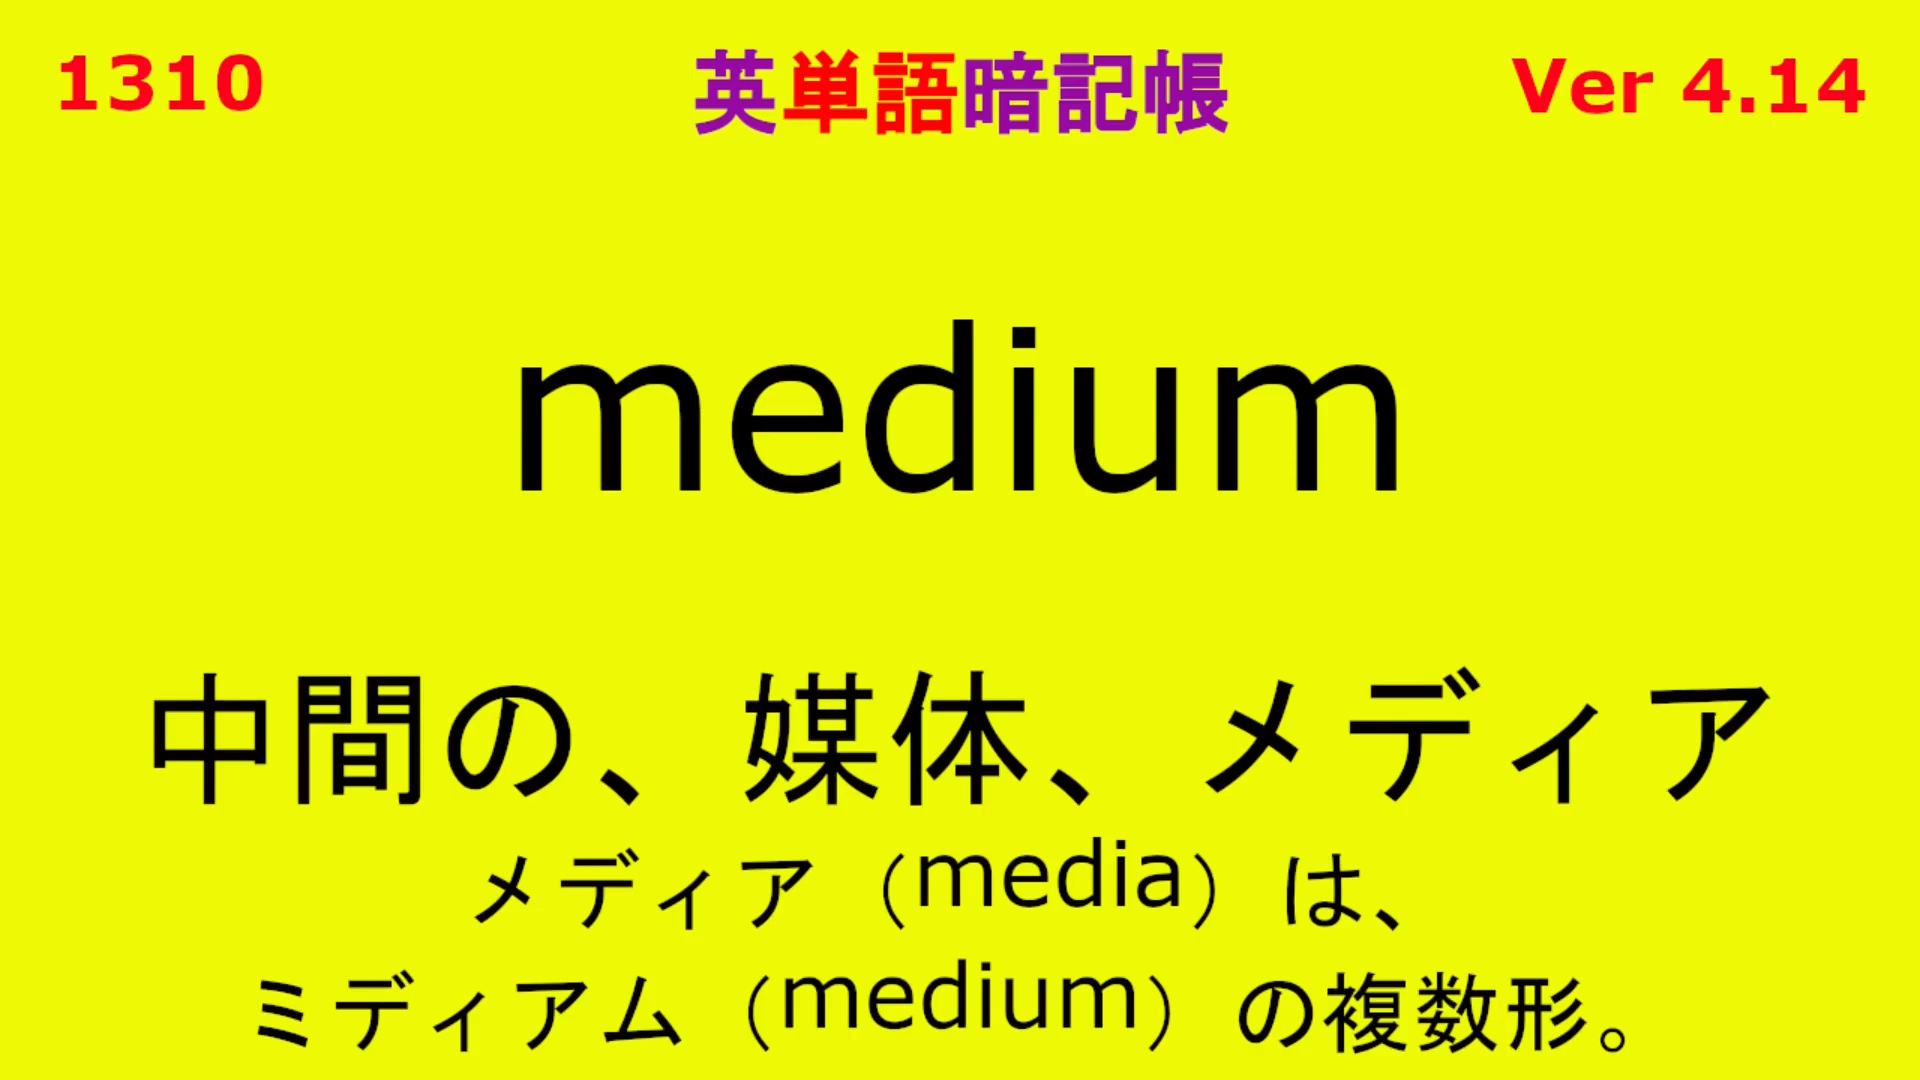 1310 英単語暗記帳 Ver 4.14
medium
中間の、媒体、メディア
メディア（media）は、
ミディアム（medium）の複数形。